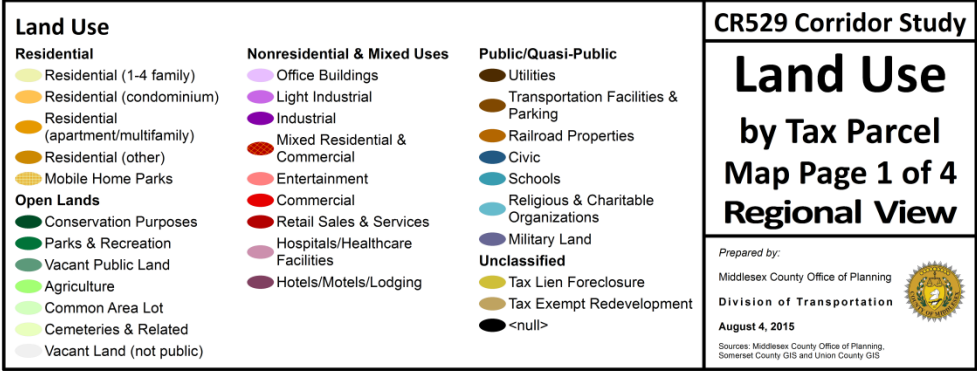 Land Use
Residential
Residential (1-4 family)
Residential (condominium)
Residential
(apartment/multifamily)
Residential (other)
Mobile Home Parks
Open Lands
Conservation Purposes
Parks & Recreation
Vacant Public Land
Agriculture
Common Area Lot
Cemeteries & Related
Vacant Land (not public)
Nonresidential & Mixed Uses
Office Buildings
Light Industrial
Industrial
Mixed Residential &
Commercial
Entertainment
Commercial
Retail Sales & Services
Hospitals/Healthcare
Facilities
Hotels/Motels/Lodging
Public/Quasi-Public
Utilities
Transportation Facilities &
Parking
Railroad Properties
Civic
Schools
Religious & Charitable
Organizations
Military Land
Unclassified
Tax Lien Foreclosure
Tax Exempt Redevelopment
<null>
CR529 Corridor Study
Land Use
by Tax Parcel
Map Page 1 of 4
Regional View
Prepared by:
Middlesex County Office of Planning
Division of Transportation
August 4, 2015
Sources: Middlesex County Office of Planning,
Somerset County GIS and Union County GIS